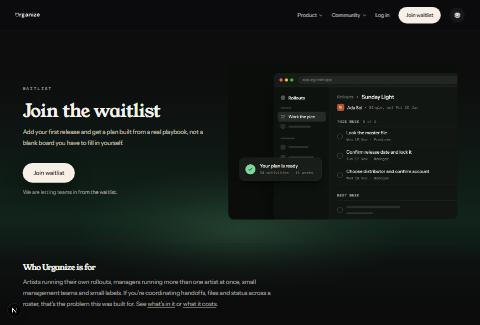 Urganize
Product
Community
Log in
Join waitlist
WAITLIST
Join the waitlist
Add your first release and get a plan built from a real playbook, not a
blank board you have to fill in yourself.
Join waitlist
We are letting teams in from the waitlist.
Rollouts
Work the plan
Rollouts › Sunday Light
Ada Sol
THIS WEEK
Lock the master file
Confirm release date and lock it
Choose distributor and confirm account
NEXT WEEK
Your plan is ready
Who Urganize is for
Artists running their own rollouts, managers running more than one artist at once, small
management teams and small labels. If you're coordinating handoffs, files and status across a
roster, that's the problem this was built for. See what's in it or what it costs.
N